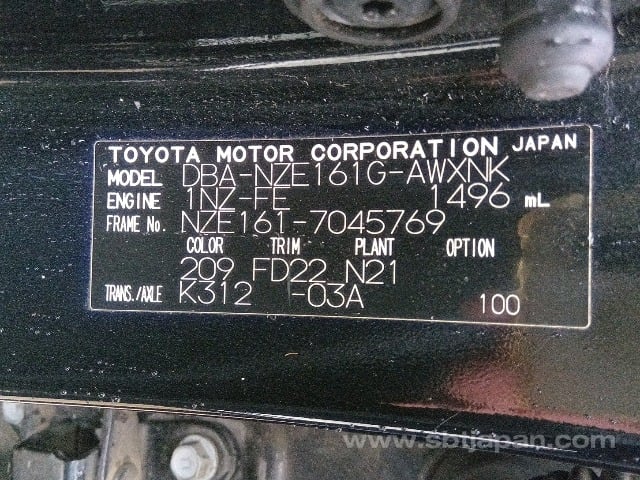 TOYOTA MOTOR CORPORATION JAPAN
MODEL DBA-NZE161G-AWXNK
ENGINE 1NZ-FE 1496 mL
FRAME No. NZE161-7045769
COLOR TRIM PLANT OPTION
209 FD22 N21
TRANS./AXLE K312 -03A 100
www.sbtjapan.com